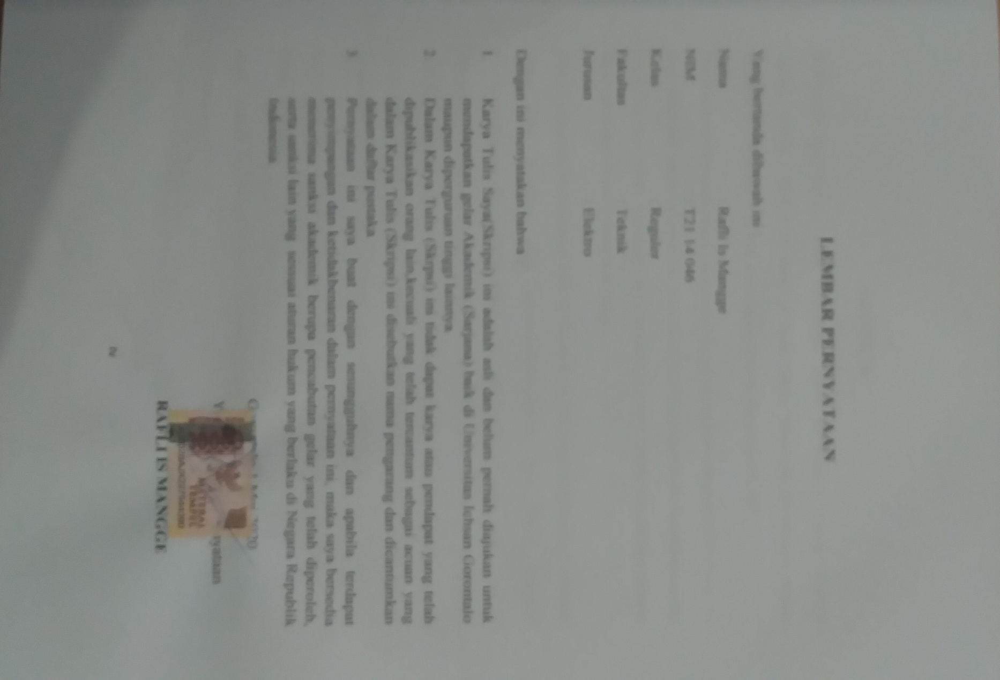 LEMBAR PERNYATAAN
Yang bertanda dibawah ini
Nama Rafli Is Mangge
NIM T21 14 046
Kelas Reguler
Fakultas Teknik
Jurusan Elektro
Dengan ini menyatakan bahwa
1 Karya Tulis Saya(Skripsi) ini adalah asli dan belum pernah diajukan untuk
mendapatkan gelar Akademik (Sarjana) baik di Universitas Ichsan Gorontalo
maupun diperguruan tinggi lainnya
2 Dalam Karya Tulis (Skrpsi) ini tidak dapat karya atau pendapat yang telah
dipublikasikan orang lain,kecuali yang telah tercantum sebagai acuan yang
dalam Karya Tulis (Skripsi) ini disebutkan nama pengarang dan dicantumkan
dalam daftar pustaka
3 Pernyataan ini saya buat dengan sesungguhnya dan apabila terdapat
penyimpangan dan ketidakbenaran dalam pernyataan ini, maka saya bersedia
menerima sanksi akademik berupa pencabutan gelar yang telah diperoleh,
serta sanksi lain yang sesuai aturan hukum yang berlaku di Negara Republik
Indonesia
2020
yataan
METERAI
TEMPEL
RAFLI IS MANGGE
iv